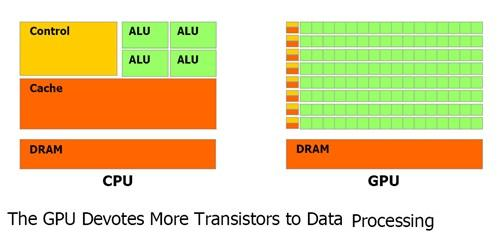 Control
ALU ALU
ALU ALU
Cache
DRAM
CPU
DRAM
GPU
The GPU Devotes More Transistors to Data Processing